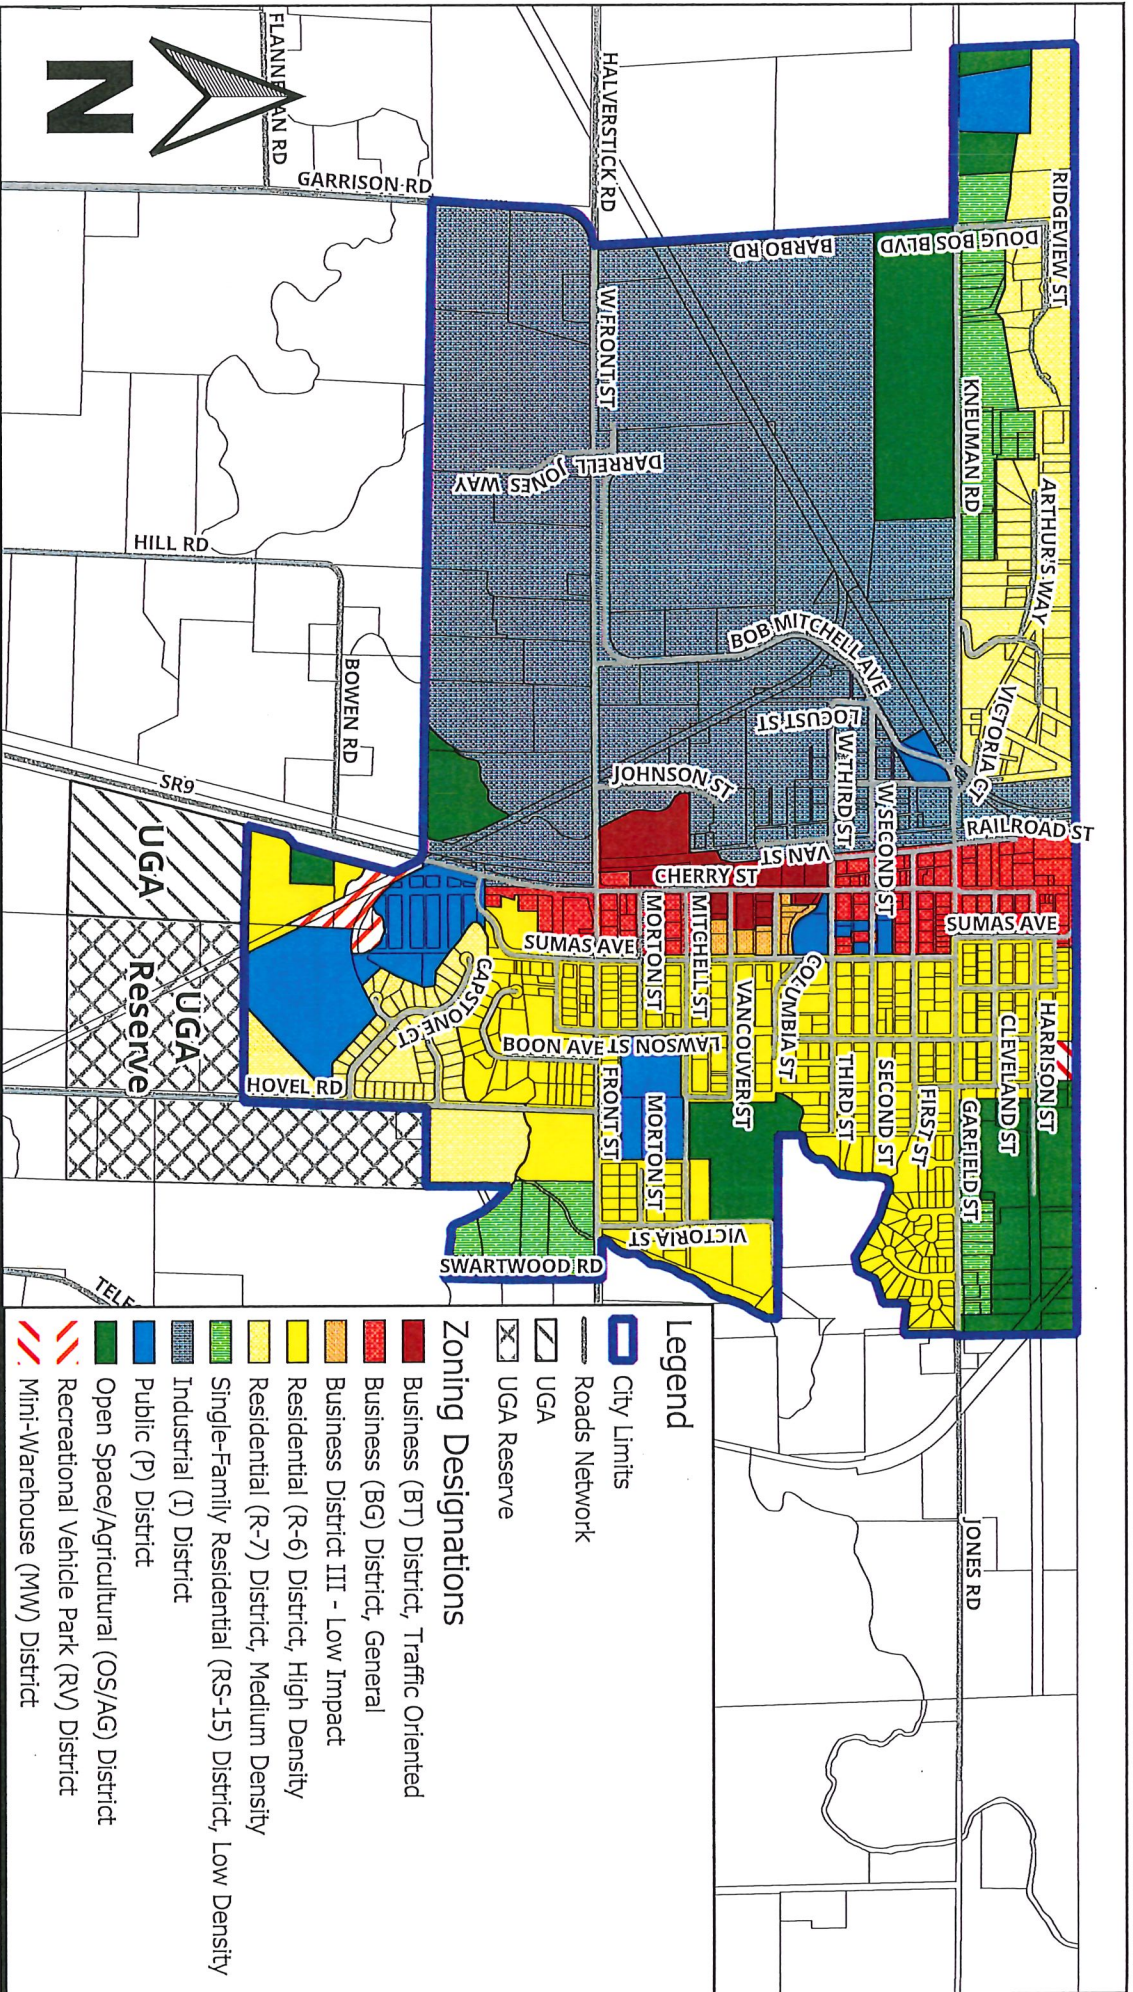 RIDGEVIEW ST
DOUG BOS BLVD
ARTHUR'S WAY
KNEUMAN RD
VICTORIA CT
RAILROAD ST
SUMAS AVE
HARRISON ST
CLEVELAND ST
GARFIELD ST
JONES RD
FIRST ST
SECOND ST
W SECOND ST
THIRD ST
W THIRD ST
BARBO RD
BOB MITCHELL AVE
LOCUST ST
VAN ST
COLUMBIA ST
VANCOUVER ST
CHERRY ST
MITCHELL ST
JOHNSON ST
LAWSON ST
VICTORIA ST
MORTON ST
MORTON ST
HALVERSTICK RD
W FRONT ST
FRONT ST
DARRELL JONES WAY
SUMAS AVE
BOON AVE
SWARTWOOD RD
CAPSTONE CT
GARRISON RD
FLANNEGAN RD
HILL RD
BOWEN RD
SR9
HOVEL RD
UGA
UGA
Reserve
N
Legend
City Limits
Roads Network
UGA
UGA Reserve
Zoning Designations
Business (BT) District, Traffic Oriented
Business (BG) District, General
Business District III - Low Impact
Residential (R-6) District, High Density
Residential (R-7) District, Medium Density
Single-Family Residential (RS-15) District, Low Density
Industrial (I) District
Public (P) District
Open Space/Agricultural (OS/AG) District
Recreational Vehicle Park (RV) District
Mini-Warehouse (MW) District